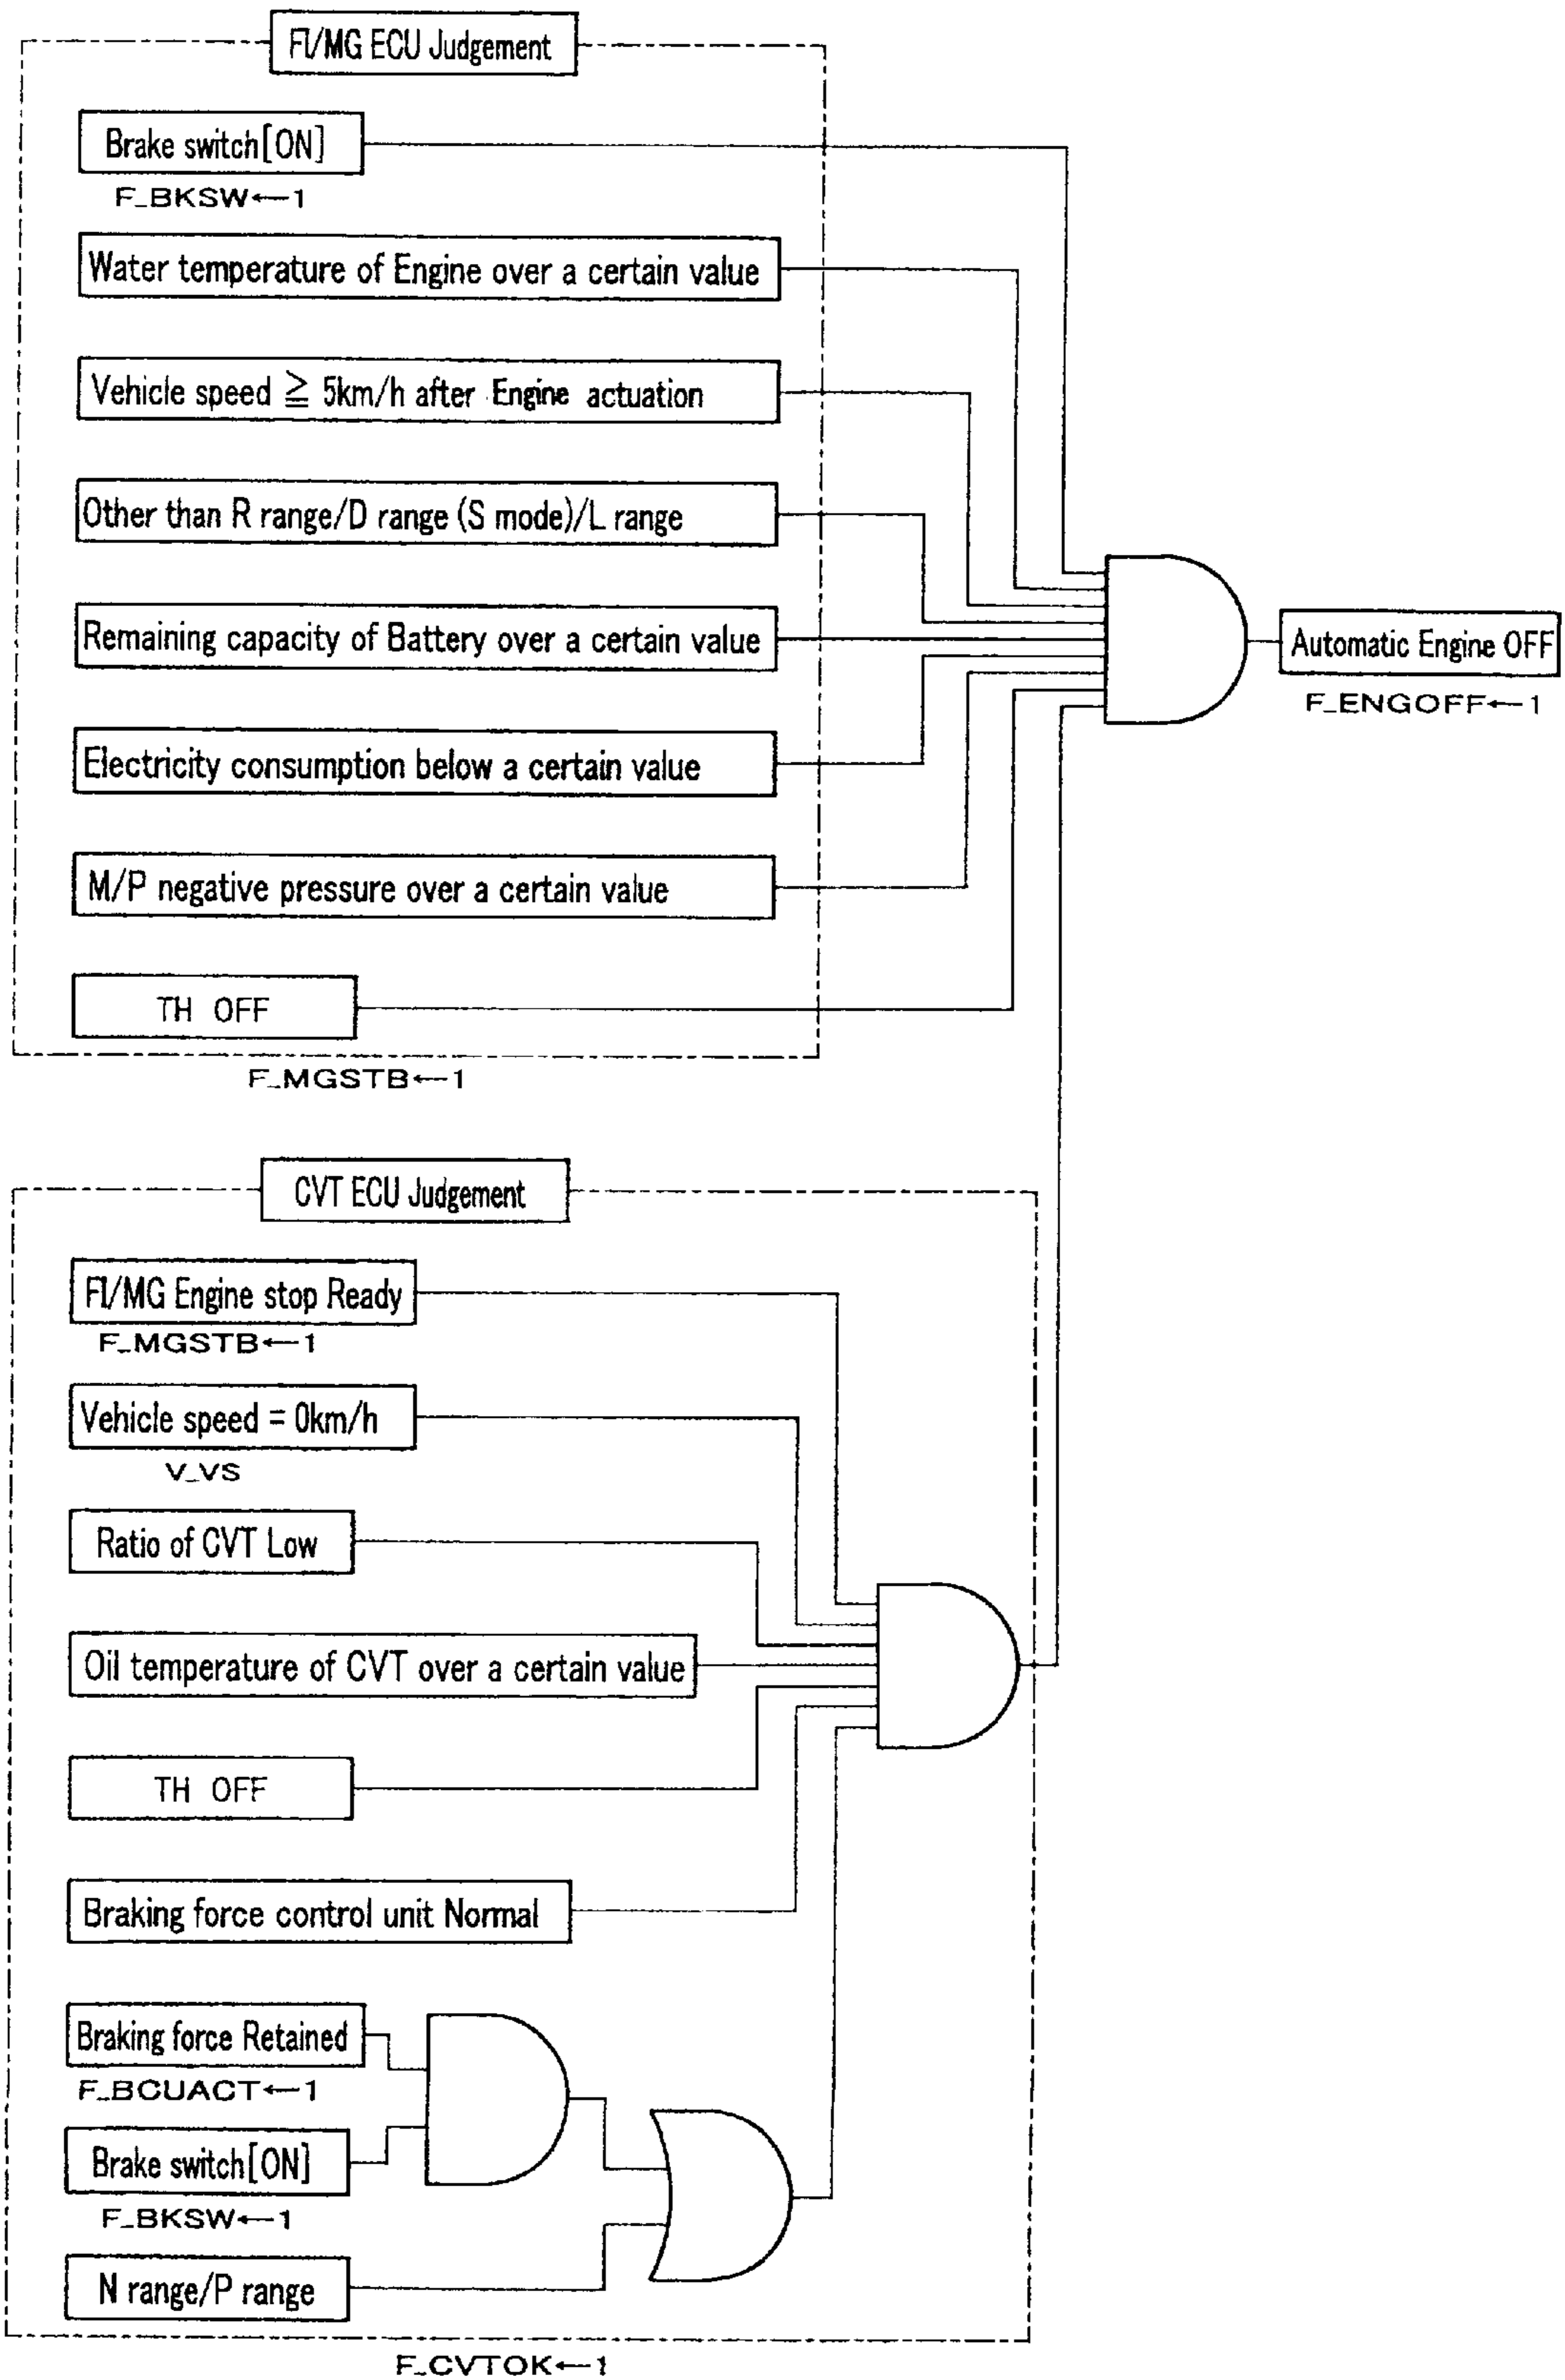 FI/MG ECU Judgement
Brake switch[ON]
F_BKSW←1
Water temperature of Engine over a certain value
Vehicle speed ≧ 5km/h after Engine actuation
Other than R range/D range (S mode)/L range
Remaining capacity of Battery over a certain value
Electricity consumption below a certain value
M/P negative pressure over a certain value
TH OFF
F_MGSTB←1
Automatic Engine OFF
F_ENGOFF←1
CVT ECU Judgement
FI/MG Engine stop Ready
F_MGSTB←1
Vehicle speed = 0km/h
V_VS
Ratio of CVT Low
Oil temperature of CVT over a certain value
TH OFF
Braking force control unit Normal
Braking force Retained
F_BCUACT←1
Brake switch[ON]
F_BKSW←1
N range/P range
F_CVTOK←1